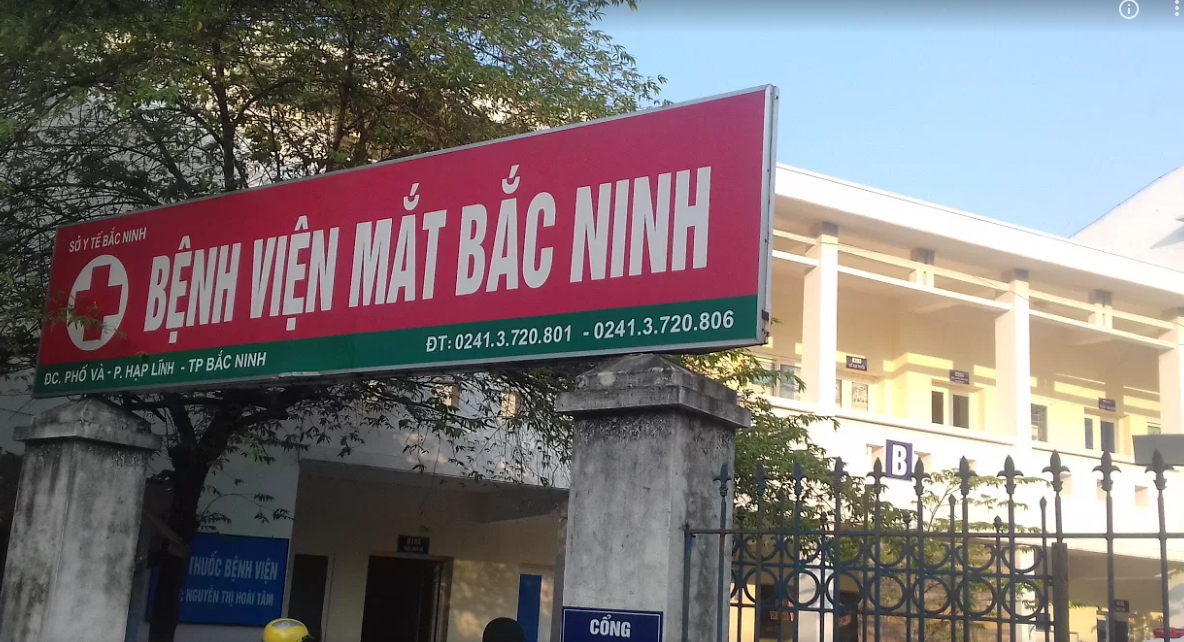 SỞ Y TẾ BẮC NINH
BỆNH VIỆN MẮT BẮC NINH
ĐC. PHỐ VÀ - P. HẠP LĨNH - TP BẮC NINH
ĐT: 0241.3.720.801 - 0241.3.720.806
B
THUỐC BỆNH VIỆN
NGUYỄN THỊ HOÀI TÂM
CỔNG